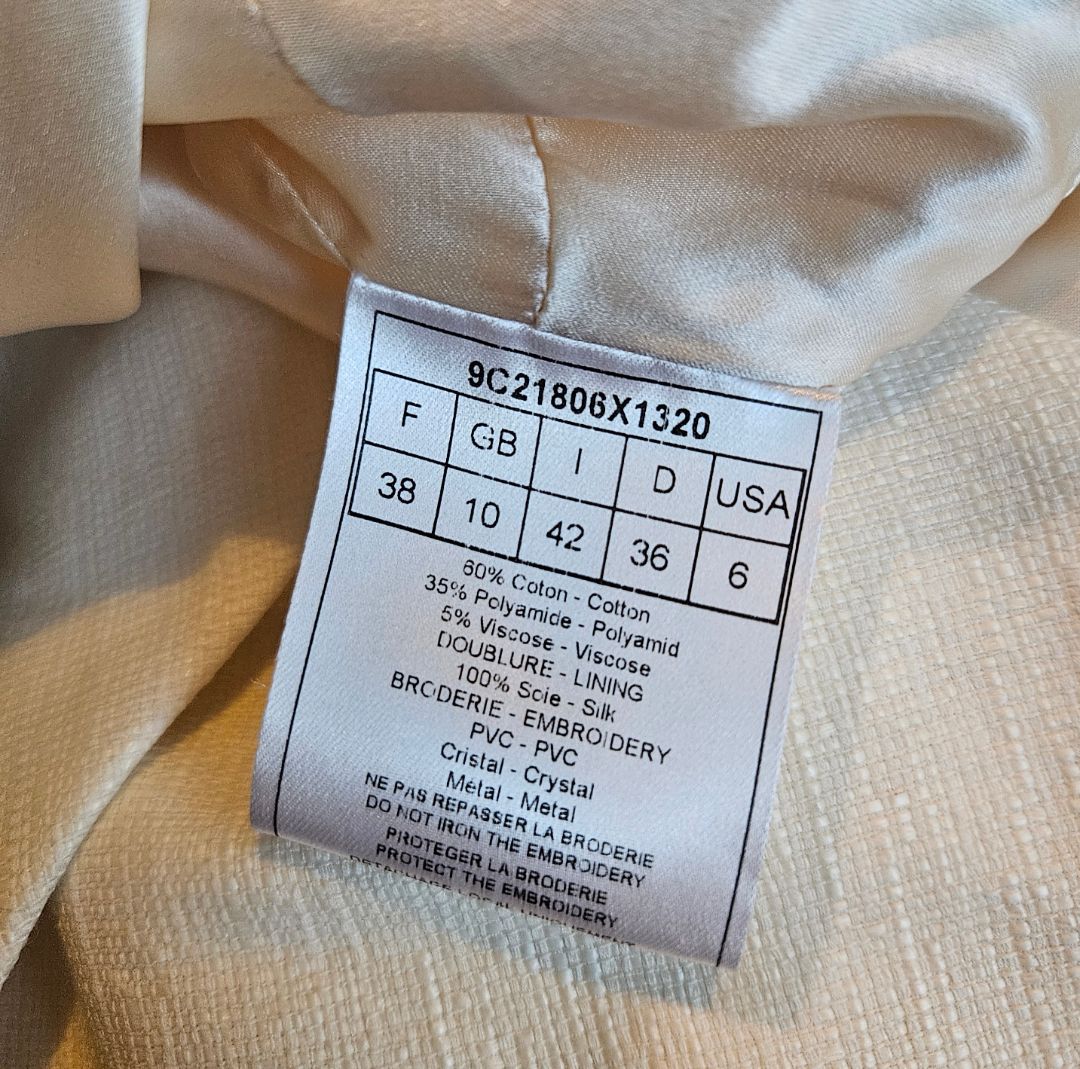 9C21806X1320
F GB I D USA
38 10 42 36 6
60% Coton - Cotton
35% Polyamide - Polyamid
5% Viscose - Viscose
DOUBLURE - LINING
100% Soie - Silk
BRODERIE - EMBROIDERY
PVC - PVC
Cristal - Crystal
Métal - Metal
NE PAS REPASSER LA BRODERIE
DO NOT IRON THE EMBROIDERY
PROTEGER LA BRODERIE
PROTECT THE EMBROIDERY